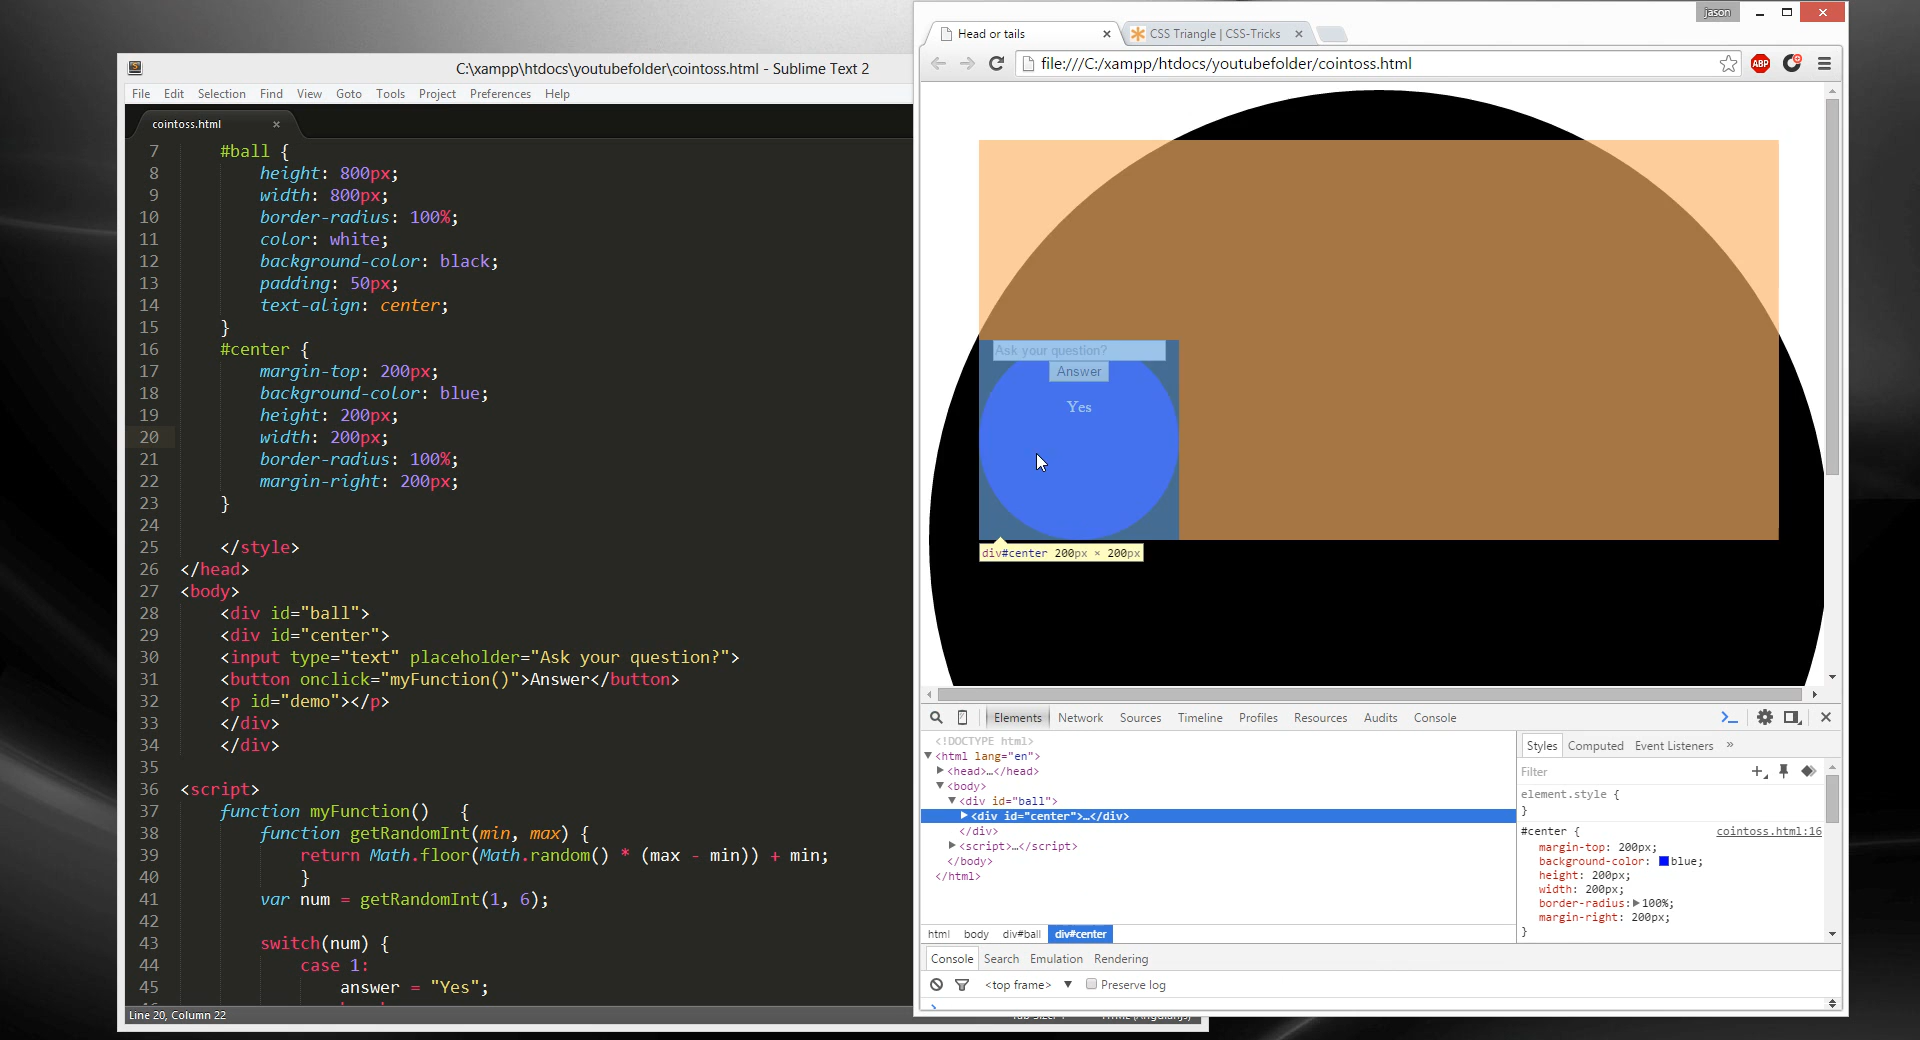 C:\xampp\htdocs\youtubefolder\cointoss.html - Sublime Text 2
File Edit Selection Find View Goto Tools Project Preferences Help
cointoss.html ×
7 #ball {
8 height: 800px;
9 width: 800px;
10 border-radius: 100%;
11 color: white;
12 background-color: black;
13 padding: 50px;
14 text-align: center;
15 }
16 #center {
17 margin-top: 200px;
18 background-color: blue;
19 height: 200px;
20 width: 200px;
21 border-radius: 100%;
22 margin-right: 200px;
23 }
24
25 </style>
26 </head>
27 <body>
28 <div id="ball">
29 <div id="center">
30 <input type="text" placeholder="Ask your question?">
31 <button onclick="myFunction()">Answer</button>
32 <p id="demo"></p>
33 </div>
34 </div>
35
36 <script>
37 function myFunction() {
38 function getRandomInt(min, max) {
39 return Math.floor(Math.random() * (max - min)) + min;
40 }
41 var num = getRandomInt(1, 6);
42
43 switch(num) {
44 case 1:
45 answer = "Yes";
Line 20, Column 22
jason
Head or tails ×
CSS Triangle | CSS-Tricks ×
file:///C:/xampp/htdocs/youtubefolder/cointoss.html
ABP
Ask your question?
Answer
Yes
div#center 200px × 200px
Elements Network Sources Timeline Profiles Resources Audits Console
<!DOCTYPE html>
<html lang="en">
<head>…</head>
<body>
<div id="ball">
<div id="center">…</div>
</div>
<script>…</script>
</body>
</html>
html body div#ball div#center
Styles Computed Event Listeners »
Filter
element.style {
}
#center { cointoss.html:16
margin-top: 200px;
background-color: blue;
height: 200px;
width: 200px;
border-radius: 100%;
margin-right: 200px;
}
Console Search Emulation Rendering
<top frame> Preserve log